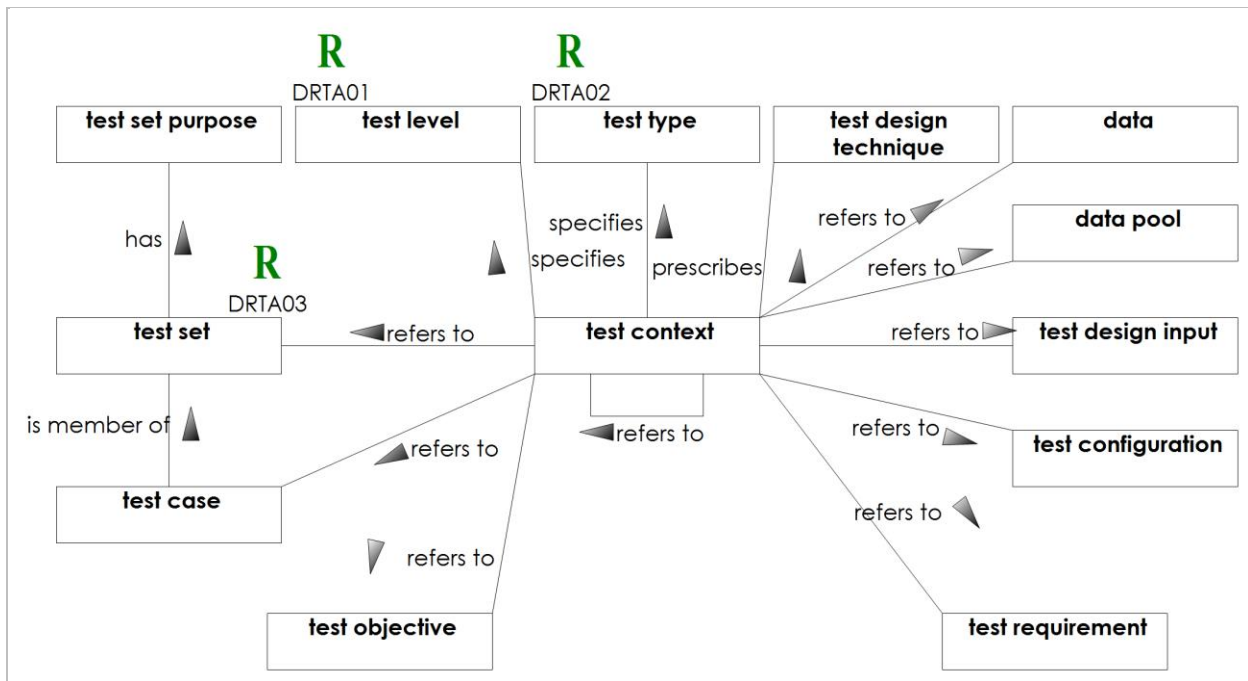 R
R
DRTA01
DRTA02
test set purpose
test level
test type
test design
technique
data
refers to
specifies
data pool
has
R
specifies
prescribes
refers to
DRTA03
test set
refers to
test context
refers to
test design input
is member of
refers to
refers to
refers to
test configuration
test case
refers to
refers to
test objective
test requirement